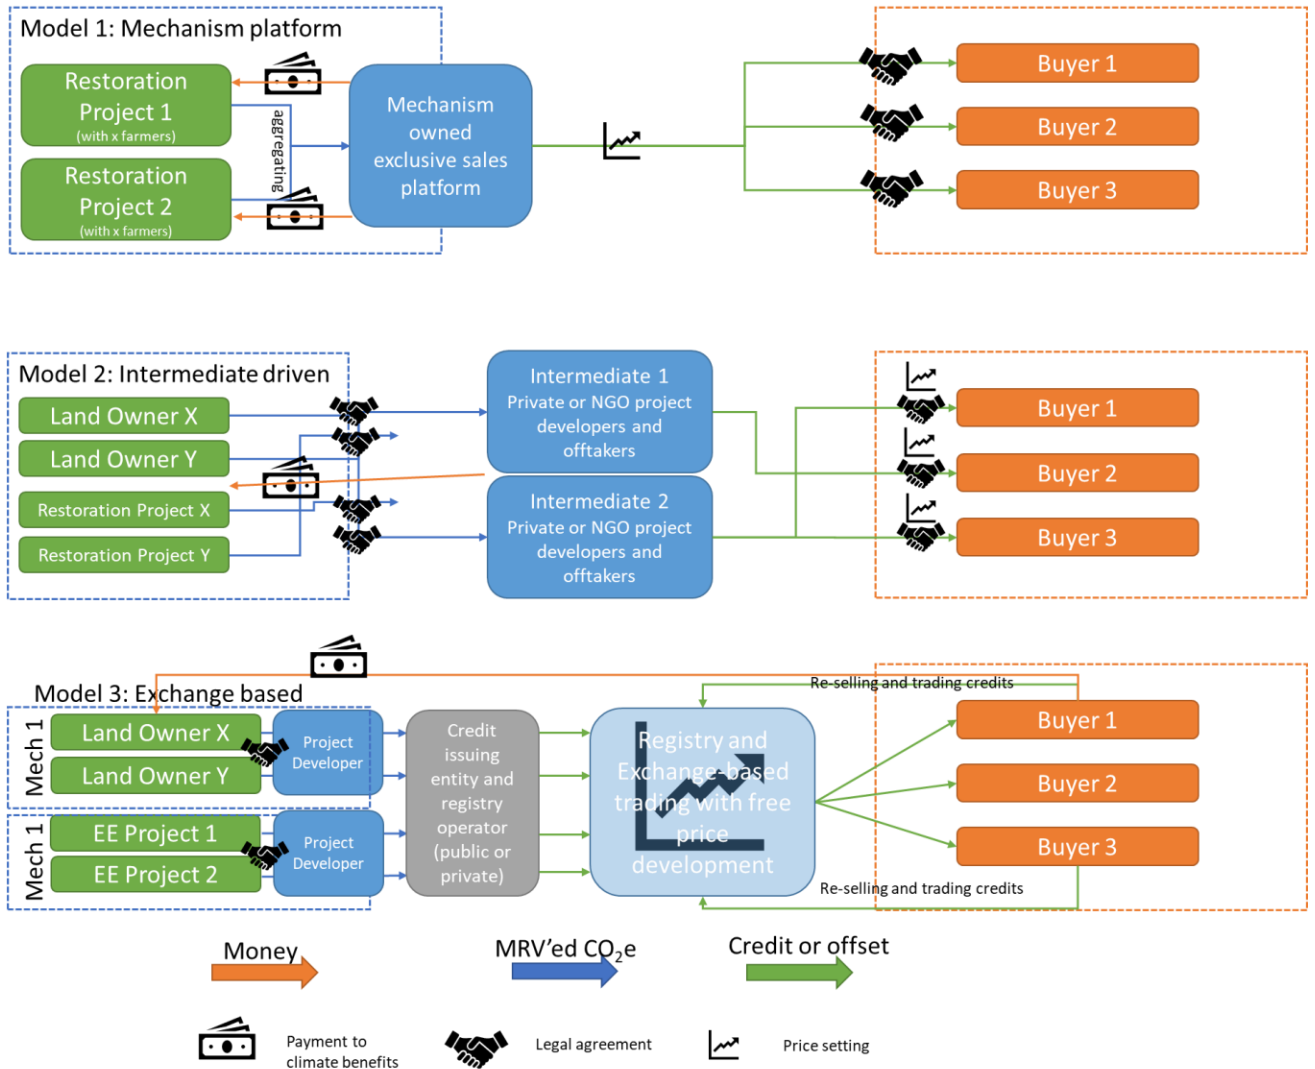 Model 1: Mechanism platform
Restoration
Project 1
(with x farmers)
Restoration
Project 2
(with x farmers)
aggregating
Mechanism
owned
exclusive sales
platform
Buyer 1
Buyer 2
Buyer 3
Model 2: Intermediate driven
Land Owner X
Land Owner Y
Restoration Project X
Restoration Project Y
Intermediate 1
Private or NGO project
developers and
offtakers
Intermediate 2
Private or NGO project
developers and
offtakers
Buyer 1
Buyer 2
Buyer 3
Model 3: Exchange based
Mech 1
Land Owner X
Land Owner Y
Project
Developer
Mech 1
EE Project 1
EE Project 2
Project
Developer
Credit
issuing
entity and
registry
operator
(public or
private)
Registry and
Exchange-based
trading with free
price
development
Re-selling and trading credits
Buyer 1
Buyer 2
Buyer 3
Re-selling and trading credits
Money
MRV'ed CO₂e
Credit or offset
Payment to
climate benefits
Legal agreement
Price setting